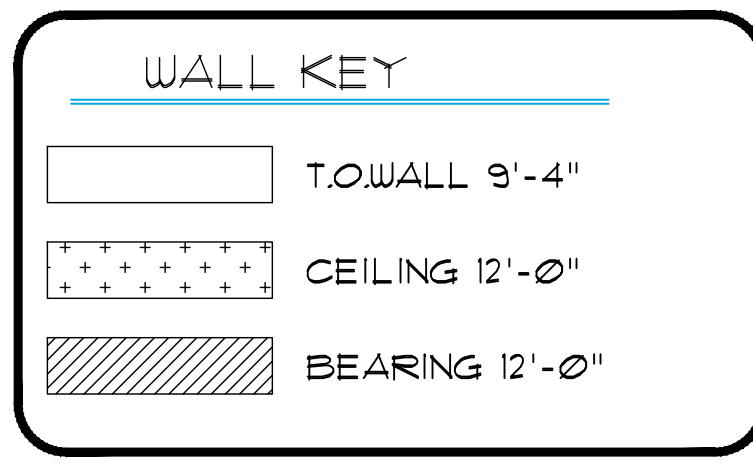 WALL KEY
T.O.WALL 9'-4"
CEILING 12'-0"
BEARING 12'-0"